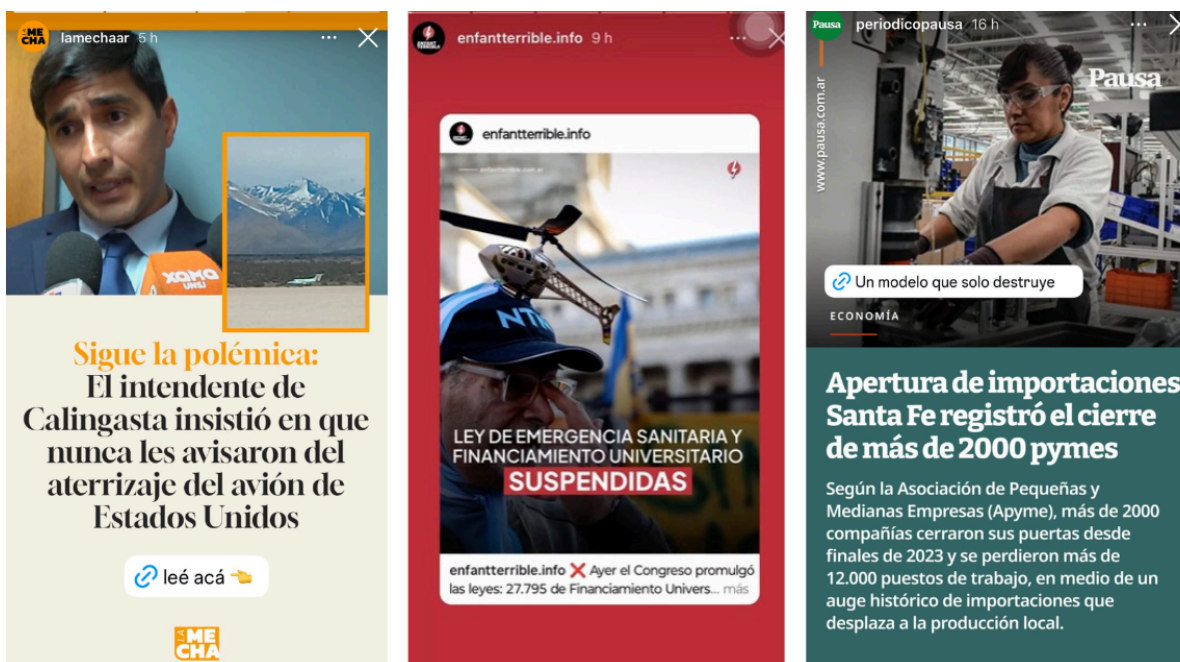 LA MECHA
lamechaar 5 h
XAMA
UNSJ
Sigue la polémica:
El intendente de
Calingasta insistió en que
nunca les avisaron del
aterrizaje del avión de
Estados Unidos
leé acá
LA MECHA
enfantterrible.info 9 h
enfantterrible.info
enfantterrible.com.ar
LEY DE EMERGENCIA SANITARIA Y
FINANCIAMIENTO UNIVERSITARIO
SUSPENDIDAS
enfantterrible.info ❌ Ayer el Congreso promulgó
las leyes: 27.795 de Financiamiento Univers... más
Pausa
periodicopausa 16 h
Pausa
www.pausa.com.ar
Un modelo que solo destruye
ECONOMÍA
Apertura de importaciones
Santa Fe registró el cierre
de más de 2000 pymes
Según la Asociación de Pequeñas y
Medianas Empresas (Apyme), más de 2000
compañías cerraron sus puertas desde
finales de 2023 y se perdieron más de
12.000 puestos de trabajo, en medio de un
auge histórico de importaciones que
desplaza a la producción local.